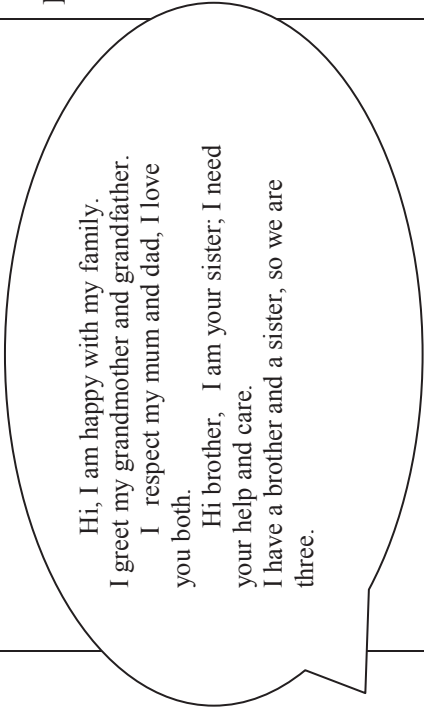 Hi, I am happy with my family.
I greet my grandmother and grandfather.
I respect my mum and dad, I love
you both.
Hi brother, I am your sister; I need
your help and care.
I have a brother and a sister, so we are
three.